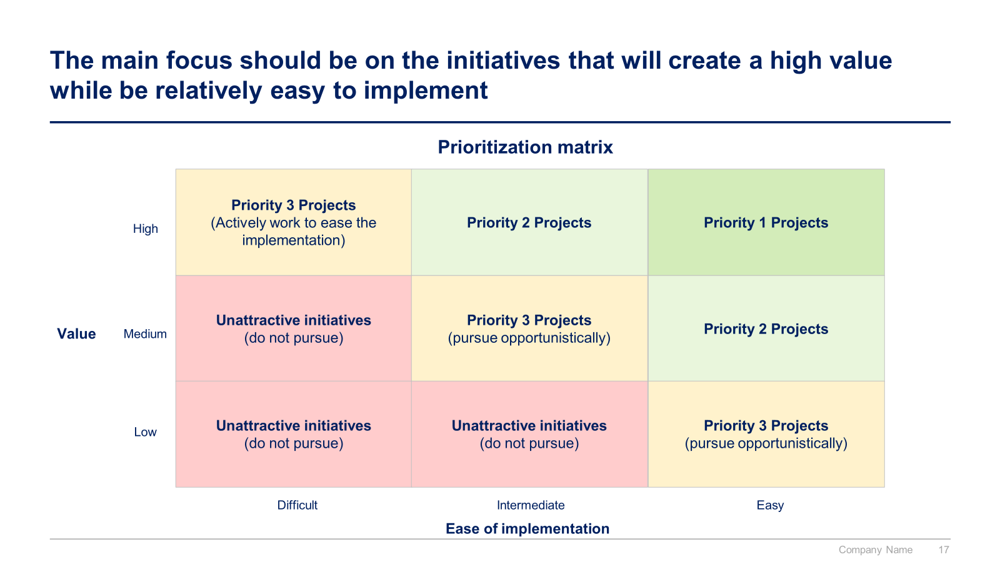 The main focus should be on the initiatives that will create a high value
while be relatively easy to implement
Prioritization matrix
High
Priority 3 Projects
(Actively work to ease the
implementation)
Priority 2 Projects
Priority 1 Projects
Value
Medium
Unattractive initiatives
(do not pursue)
Priority 3 Projects
(pursue opportunistically)
Priority 2 Projects
Low
Unattractive initiatives
(do not pursue)
Unattractive initiatives
(do not pursue)
Priority 3 Projects
(pursue opportunistically)
Difficult
Intermediate
Easy
Ease of implementation
Company Name
17